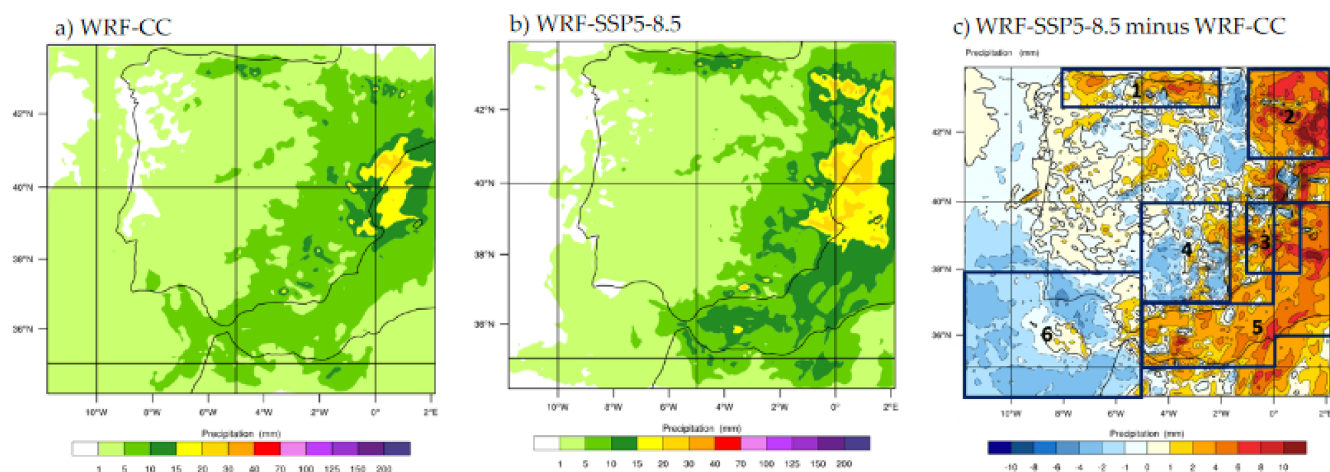 a) WRF-CC
b) WRF-SSP5-8.5
c) WRF-SSP5-8.5 minus WRF-CC
Precipitation (mm)
42°N
40°N
38°N
36°N
10°W 8°W 6°W 4°W 2°W 0° 2°E
Precipitation (mm)
1 5 10 15 20 30 40 70 100 125 150 200
42°N
40°N
38°N
36°N
10°W 8°W 6°W 4°W 2°W 0° 2°E
Precipitation (mm)
1 5 10 15 20 30 40 70 100 125 150 200
42°N
40°N
38°N
36°N
1
2
3
4
5
6
10°W 8°W 6°W 4°W 2°W 0° 2°E
Precipitation (mm)
-10 -8 -6 -4 -2 -1 0 1 2 4 6 8 10